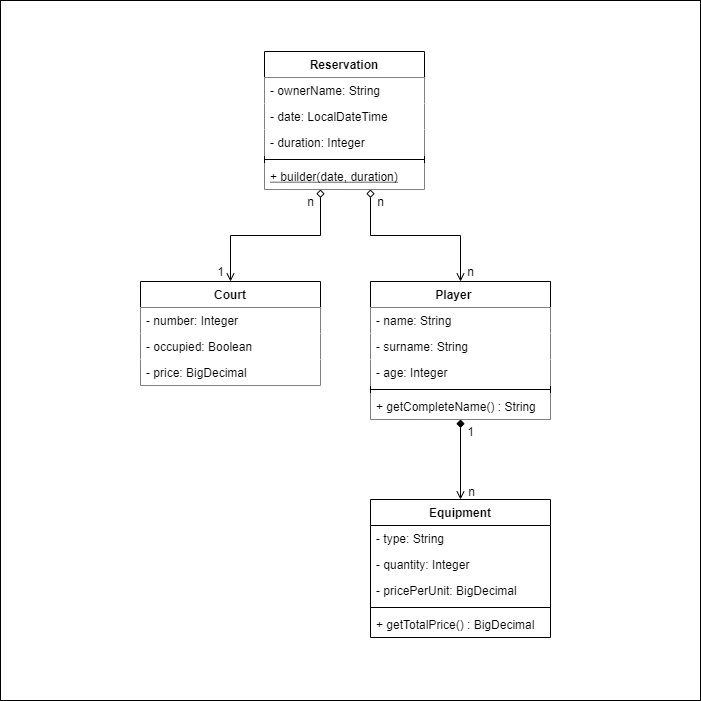 Reservation
- ownerName: String
- date: LocalDateTime
- duration: Integer
+ builder(date, duration)
n
n
1
n
Court
- number: Integer
- occupied: Boolean
- price: BigDecimal
Player
- name: String
- surname: String
- age: Integer
+ getCompleteName() : String
1
n
Equipment
- type: String
- quantity: Integer
- pricePerUnit: BigDecimal
+ getTotalPrice() : BigDecimal